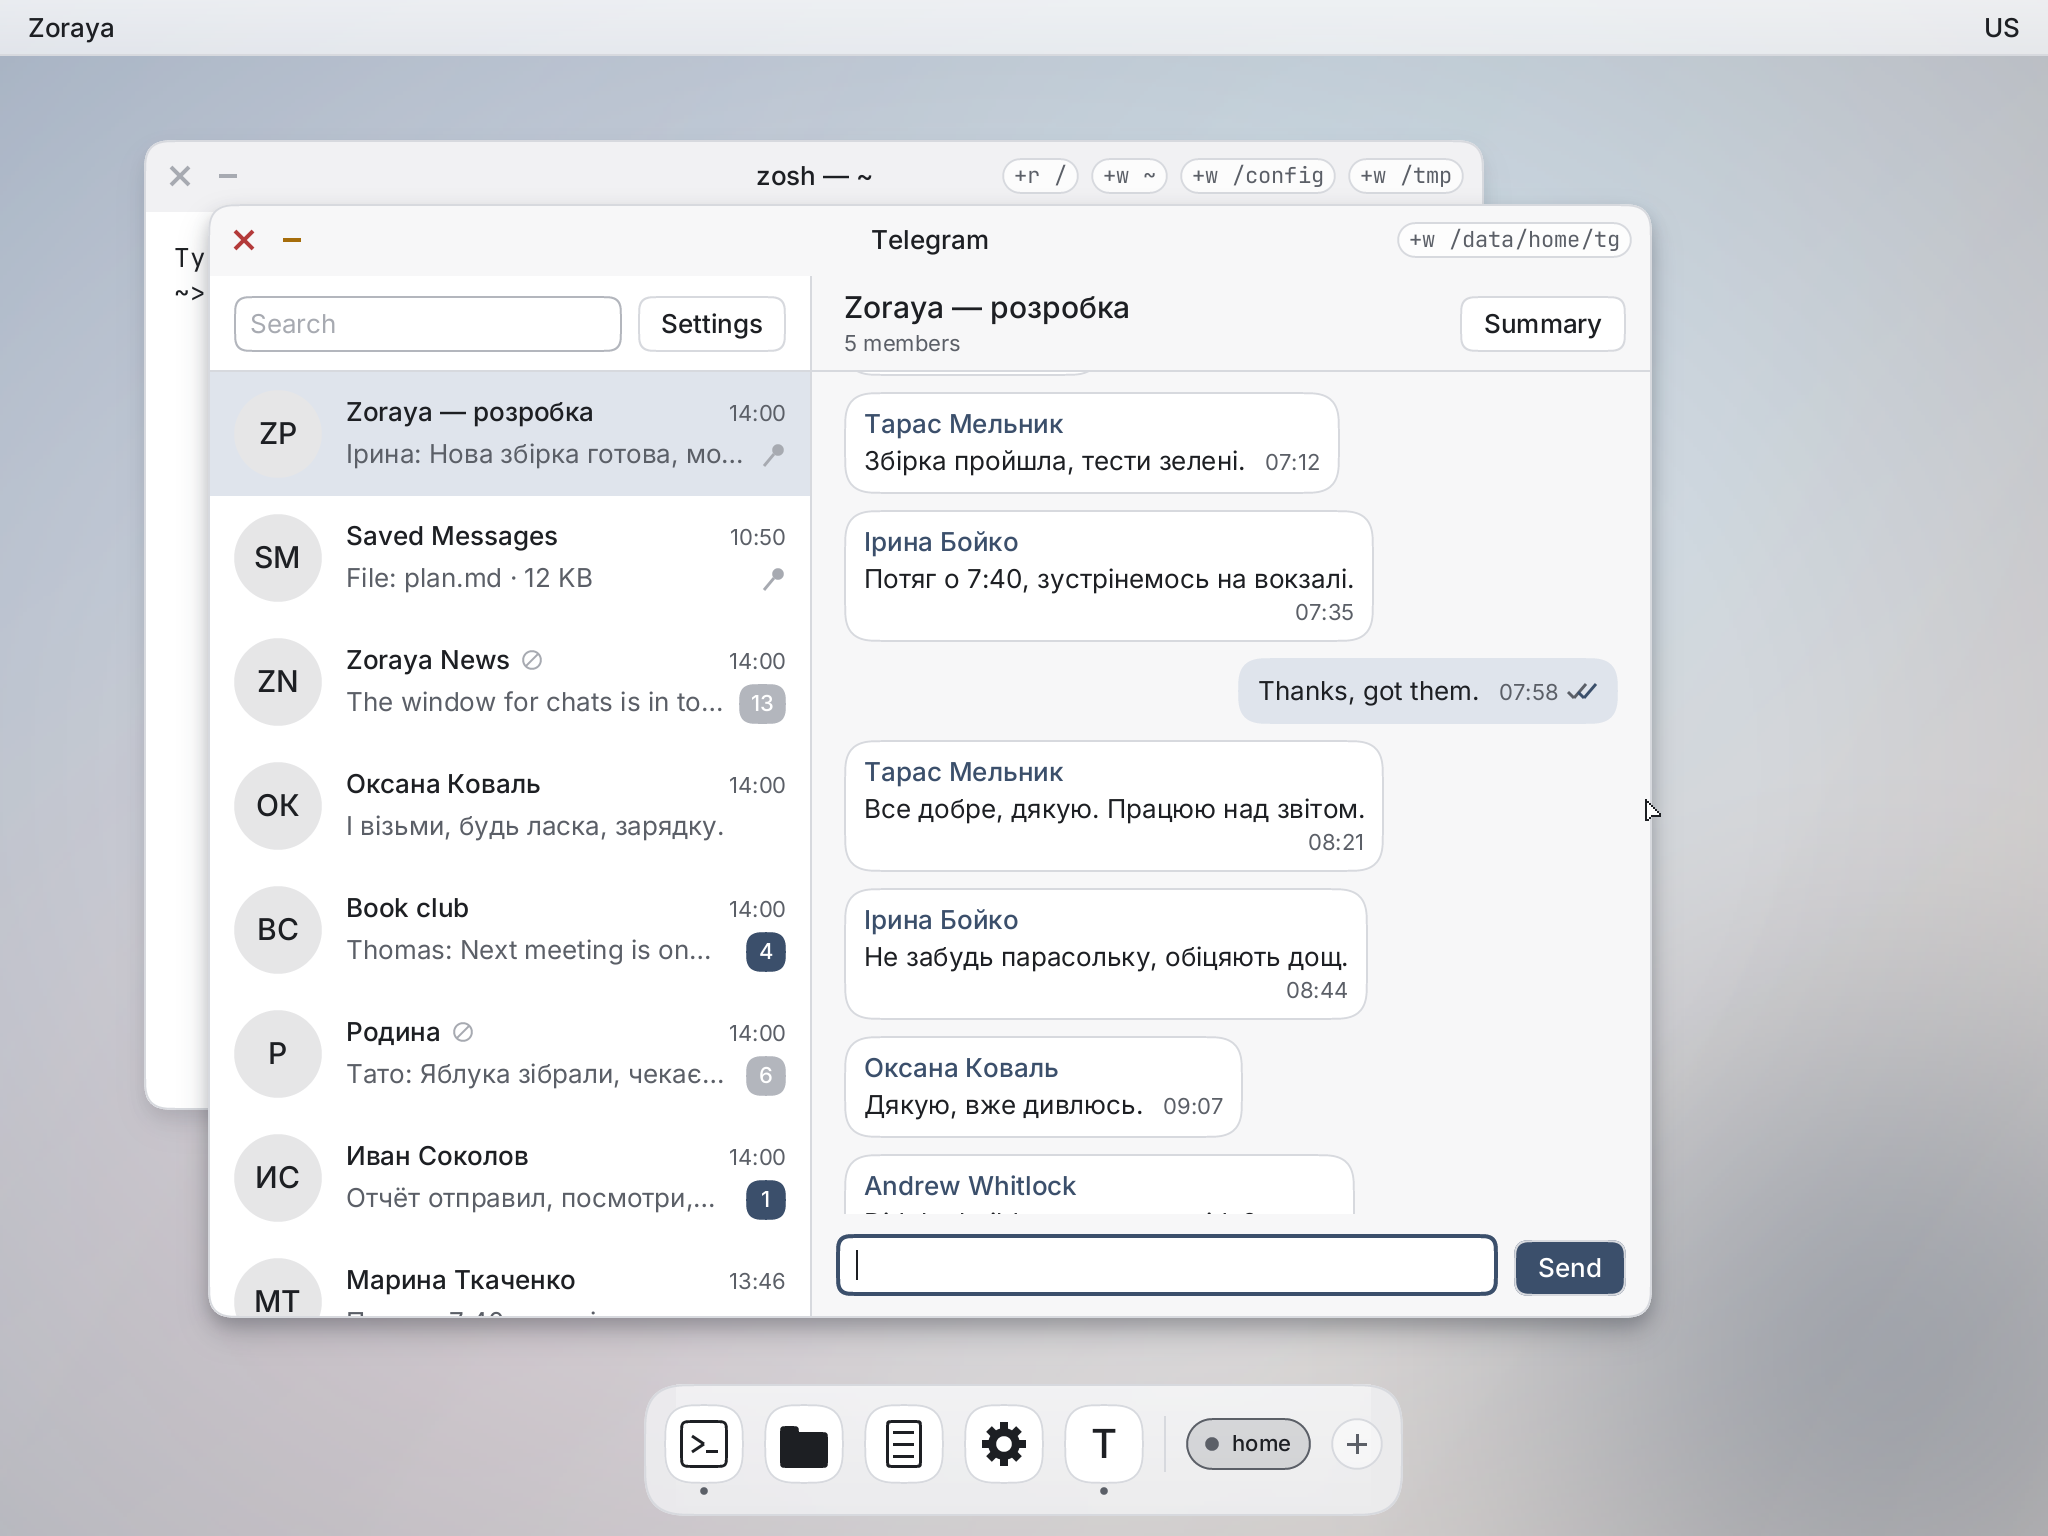 Zoraya
US
zosh — ~
+r /
+w ~
+w /config
+w /tmp
Ty
~>
Telegram
+w /data/home/tg
Search
Settings
Zoraya — розробка
5 members
Summary
ZP
Zoraya — розробка
14:00
Ірина: Нова збірка готова, мо...
SM
Saved Messages
10:50
File: plan.md · 12 KB
ZN
Zoraya News
14:00
The window for chats is in to...
13
ОК
Оксана Коваль
14:00
І візьми, будь ласка, зарядку.
BC
Book club
14:00
Thomas: Next meeting is on...
4
Р
Родина
14:00
Тато: Яблука зібрали, чекає...
6
ИС
Иван Соколов
14:00
Отчёт отправил, посмотри,...
1
МТ
Марина Ткаченко
13:46
Тарас Мельник
Збірка пройшла, тести зелені. 07:12
Ірина Бойко
Потяг о 7:40, зустрінемось на вокзалі.
07:35
Thanks, got them. 07:58
Тарас Мельник
Все добре, дякую. Працюю над звітом.
08:21
Ірина Бойко
Не забудь парасольку, обіцяють дощ.
08:44
Оксана Коваль
Дякую, вже дивлюсь. 09:07
Andrew Whitlock
Send
T
home